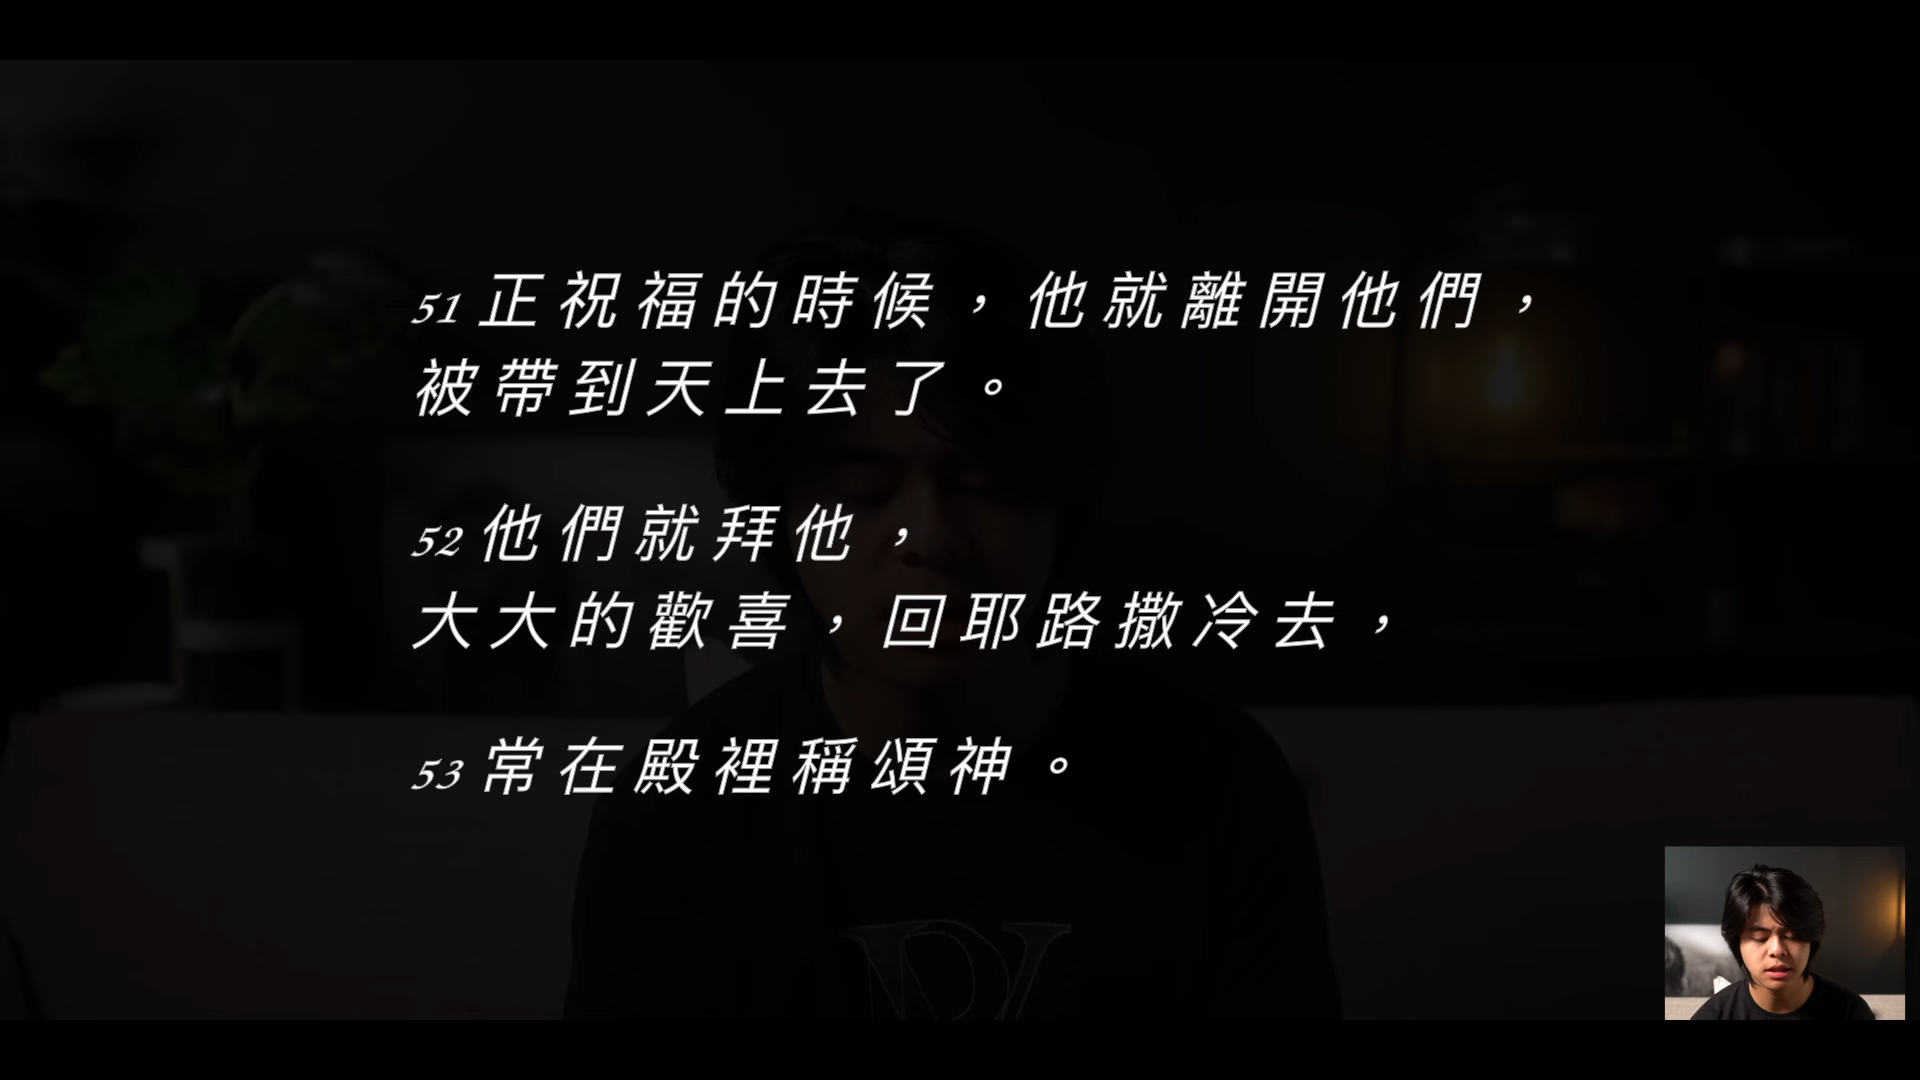 51 正祝福的時候，他就離開他們，
被帶到天上去了。
52 他們就拜他，
大大的歡喜，回耶路撒冷去，
53 常在殿裡稱頌神。